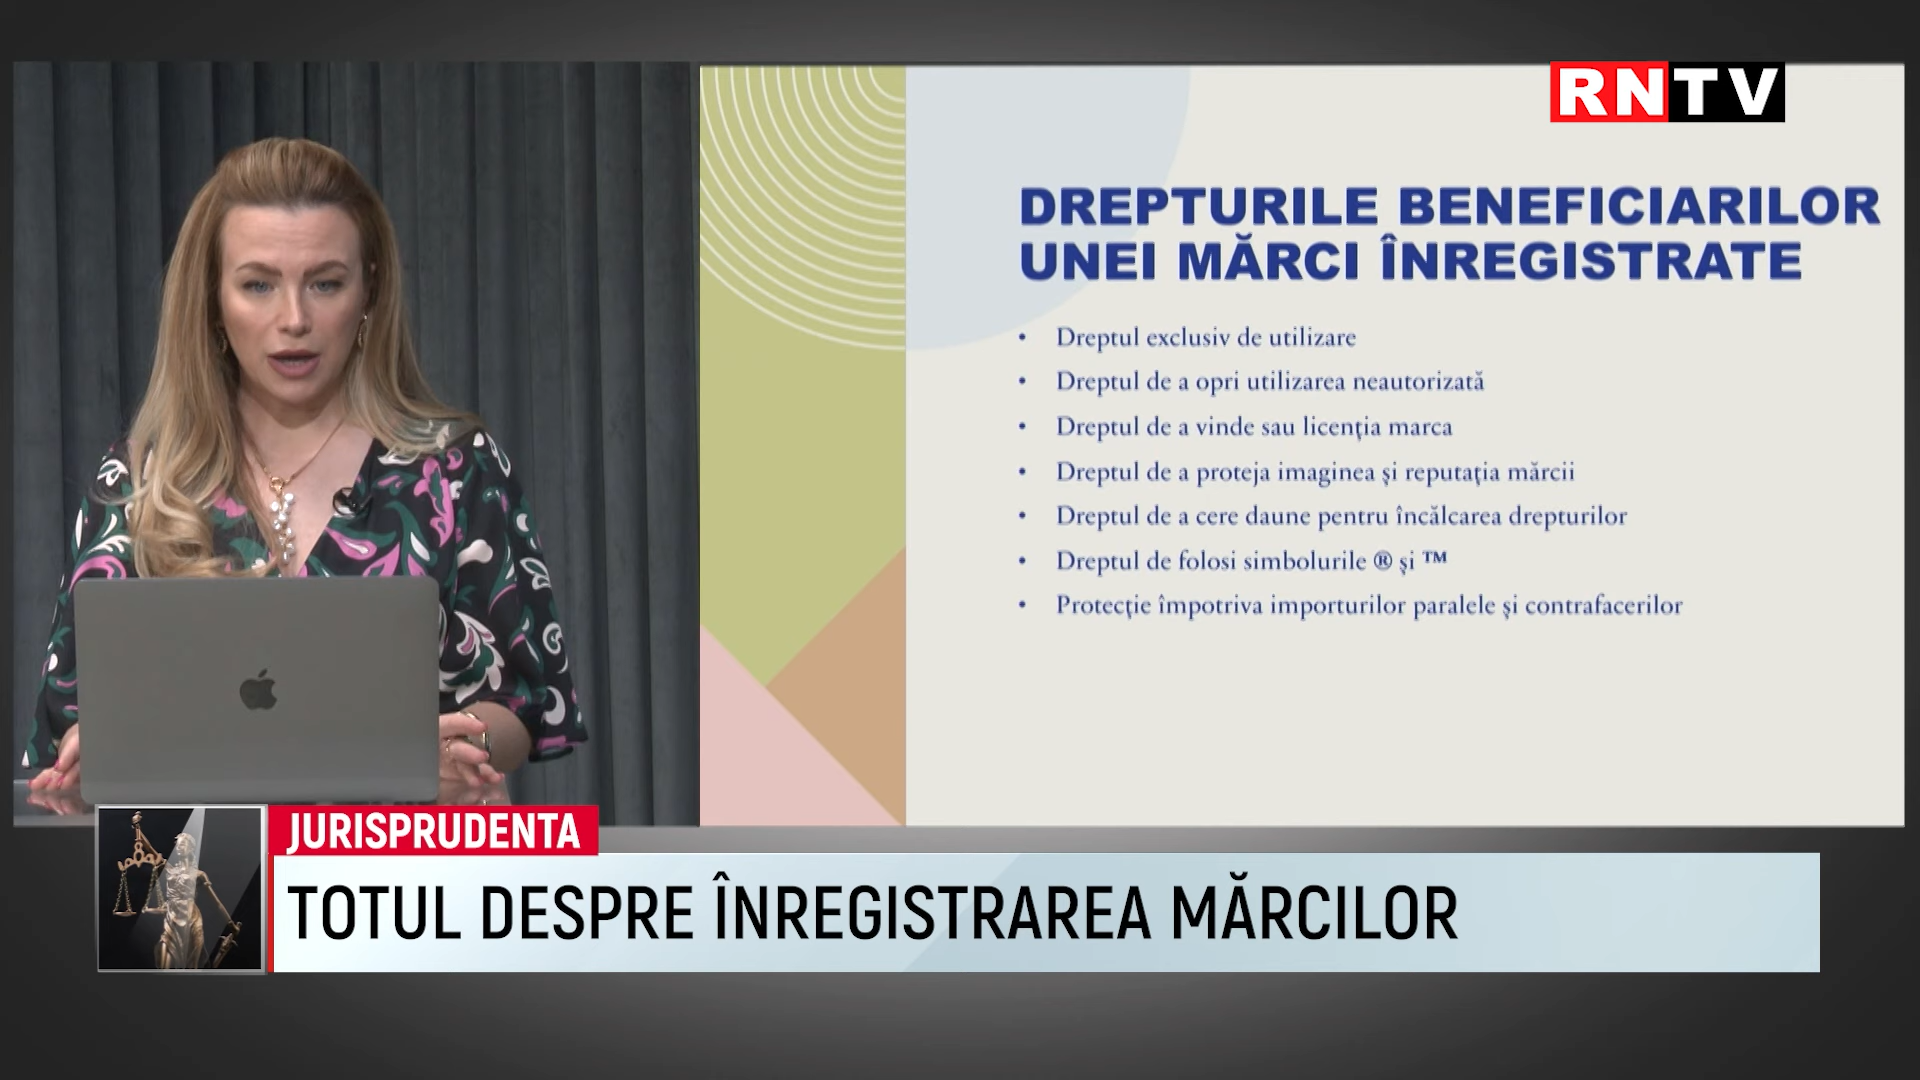 RNTV
DREPTURILE BENEFICIARILOR
UNEI MĂRCI ÎNREGISTRATE
• Dreptul exclusiv de utilizare
• Dreptul de a opri utilizarea neautorizată
• Dreptul de a vinde sau licenția marca
• Dreptul de a proteja imaginea și reputația mărcii
• Dreptul de a cere daune pentru încălcarea drepturilor
• Dreptul de folosi simbolurile ® și ™
• Protecție împotriva importurilor paralele și contrafacerilor
JURISPRUDENTA
TOTUL DESPRE ÎNREGISTRAREA MĂRCILOR